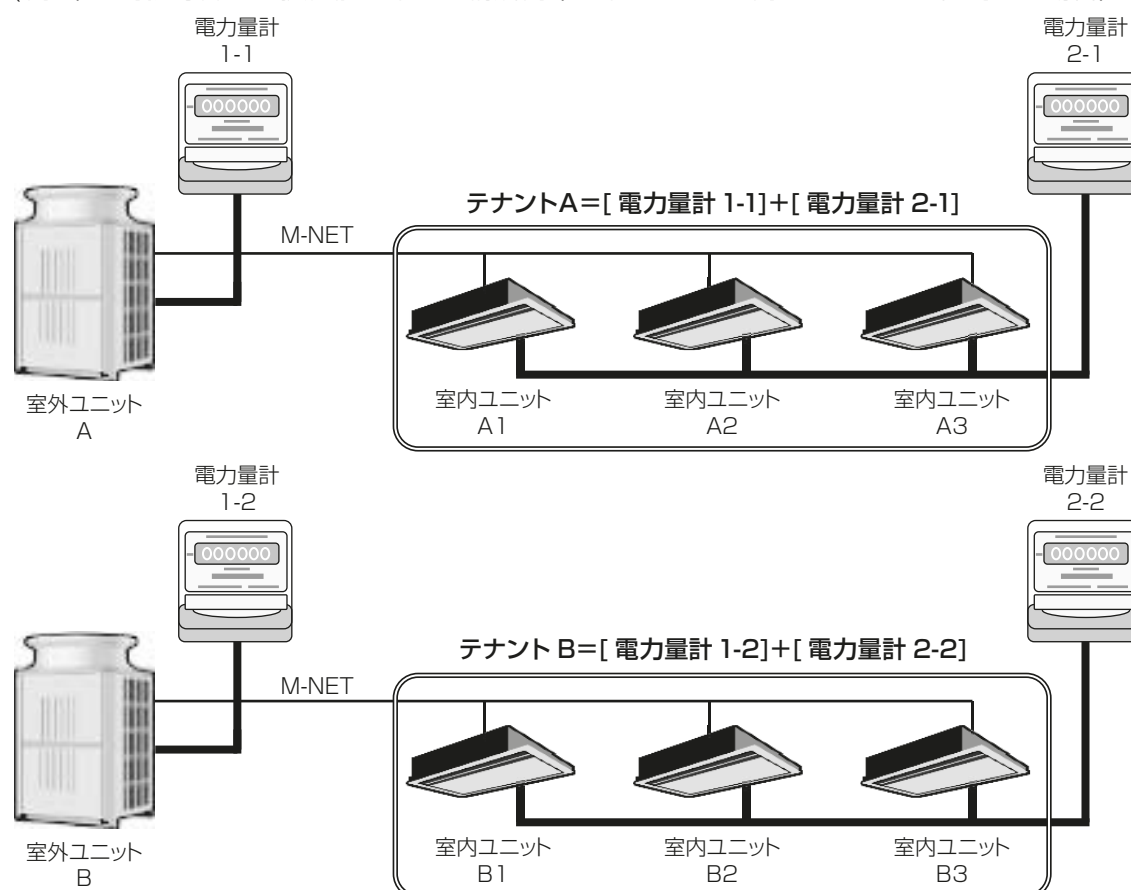 電力量計
1-1
000000
電力量計
2-1
000000
テナントA=[ 電力量計 1-1]+[ 電力量計 2-1]
M-NET
室外ユニット
A
室内ユニット
A1
室内ユニット
A2
室内ユニット
A3
電力量計
1-2
000000
電力量計
2-2
000000
テナント B=[ 電力量計 1-2]+[ 電力量計 2-2]
M-NET
室外ユニット
B
室内ユニット
B1
室内ユニット
B2
室内ユニット
B3